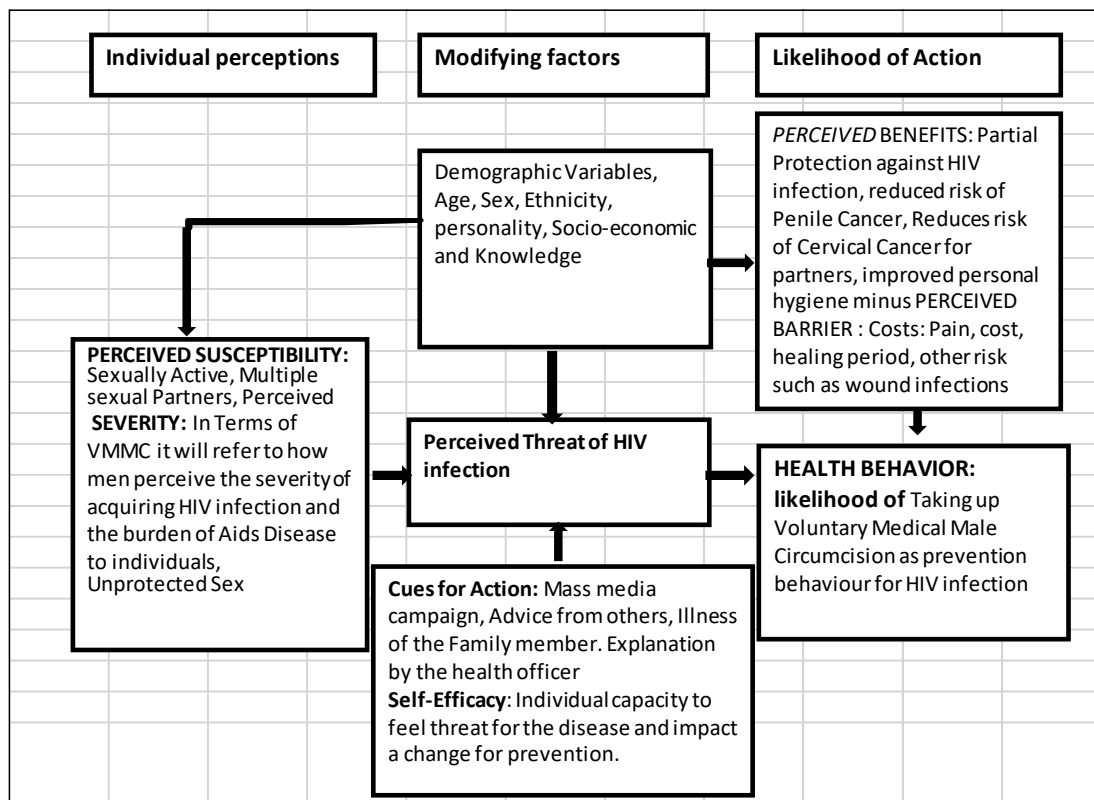 Individual perceptions
Modifying factors
Likelihood of Action
Demographic Variables,
Age, Sex, Ethnicity,
personality, Socio-economic
and Knowledge
PERCEIVED BENEFITS: Partial
Protection against HIV
infection, reduced risk of
Penile Cancer, Reduces risk
of Cervical Cancer for
partners, improved personal
hygiene minus PERCEIVED
BARRIER : Costs: Pain, cost,
healing period, other risk
such as wound infections
PERCEIVED SUSCEPTIBILITY:
Sexually Active, Multiple
sexual Partners, Perceived
SEVERITY: In Terms of
VMMC it will refer to how
men perceive the severity of
acquiring HIV infection and
the burden of Aids Disease
to individuals,
Unprotected Sex
Perceived Threat of HIV
infection
HEALTH BEHAVIOR:
likelihood of Taking up
Voluntary Medical Male
Circumcision as prevention
behaviour for HIV infection
Cues for Action: Mass media
campaign, Advice from others, Illness
of the Family member. Explanation
by the health officer
Self-Efficacy: Individual capacity to
feel threat for the disease and impact
a change for prevention.